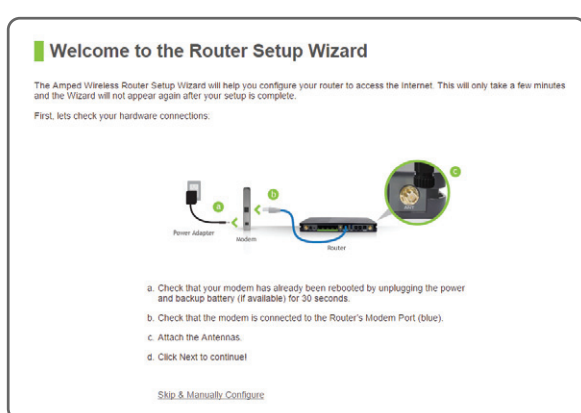 Welcome to the Router Setup Wizard
The Amped Wireless Router Setup Wizard will help you configure your router to access the Internet. This will only take a few minutes
and the Wizard will not appear again after your setup is complete.
First, lets check your hardware connections:
c
b
a
Power Adapter
Modem
Router
a. Check that your modem has already been rebooted by unplugging the power
and backup battery (if available) for 30 seconds.
b. Check that the modem is connected to the Router's Modem Port (blue).
c. Attach the Antennas.
d. Click Next to continue!
Skip & Manually Configure